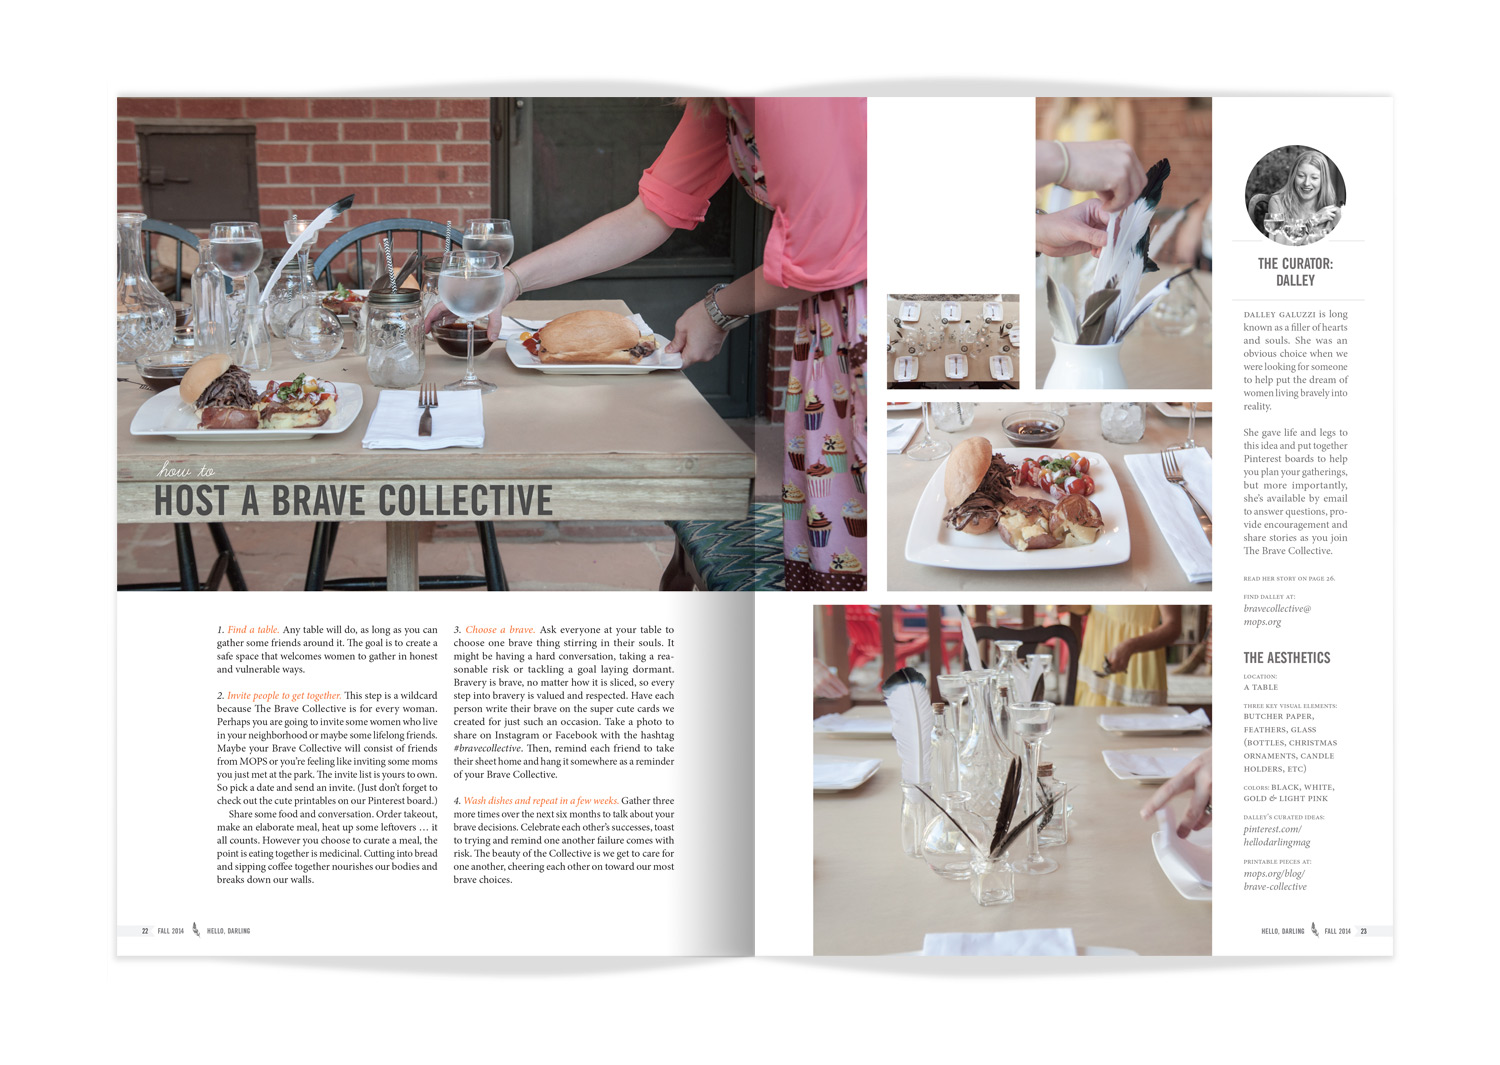 how to
HOST A BRAVE COLLECTIVE
1. Find a table. Any table will do, as long as you can
gather some friends around it. The goal is to create a
safe space that welcomes women to gather in honest
and vulnerable ways.
2. Invite people to get together. This step is a wildcard
because The Brave Collective is for every woman.
Perhaps you are going to invite some women who live
in your neighborhood or maybe some lifelong friends.
Maybe your Brave Collective will consist of friends
from MOPS or you're feeling like inviting some moms
you just met at the park. The invite list is yours to own.
So pick a date and send an invite. (Just don't forget to
check out the cute printables on our Pinterest board.)
Share some food and conversation. Order takeout,
make an elaborate meal, heat up some leftovers … it
all counts. However you choose to curate a meal, the
point is eating together is medicinal. Cutting into bread
and sipping coffee together nourishes our bodies and
breaks down our walls.
3. Choose a brave. Ask everyone at your table to
choose one brave thing stirring in their souls. It
might be having a hard conversation, taking a rea-
sonable risk or tackling a goal laying dormant.
Bravery is brave, no matter how it is sliced, so every
step into bravery is valued and respected. Have each
person write their brave on the super cute cards we
created for just such an occasion. Take a photo to
share on Instagram or Facebook with the hashtag
#bravecollective. Then, remind each friend to take
their sheet home and hang it somewhere as a reminder
of your Brave Collective.
4. Wash dishes and repeat in a few weeks. Gather three
more times over the next six months to talk about your
brave decisions. Celebrate each other's successes, toast
to trying and remind one another failure comes with
risk. The beauty of the Collective is we get to care for
one another, cheering each other on toward our most
brave choices.
22 FALL 2014 HELLO, DARLING
THE CURATOR:
DALLEY
DALLEY GALUZZI is long
known as a filler of hearts
and souls. She was an
obvious choice when we
were looking for someone
to help put the dream of
women living bravely into
reality.
She gave life and legs to
this idea and put together
Pinterest boards to help
you plan your gatherings,
but more importantly,
she's available by email
to answer questions, pro-
vide encouragement and
share stories as you join
The Brave Collective.
READ HER STORY ON PAGE 26.
FIND DALLEY AT:
bravecollective@
mops.org
THE AESTHETICS
LOCATION:
A TABLE
THREE KEY VISUAL ELEMENTS:
BUTCHER PAPER,
FEATHERS, GLASS
(BOTTLES, CHRISTMAS
ORNAMENTS, CANDLE
HOLDERS, ETC)
COLORS: BLACK, WHITE,
GOLD & LIGHT PINK
DALLEY'S CURATED IDEAS:
pinterest.com/
hellodarlingmag
PRINTABLE PIECES AT:
mops.org/blog/
brave-collective
HELLO, DARLING FALL 2014 23